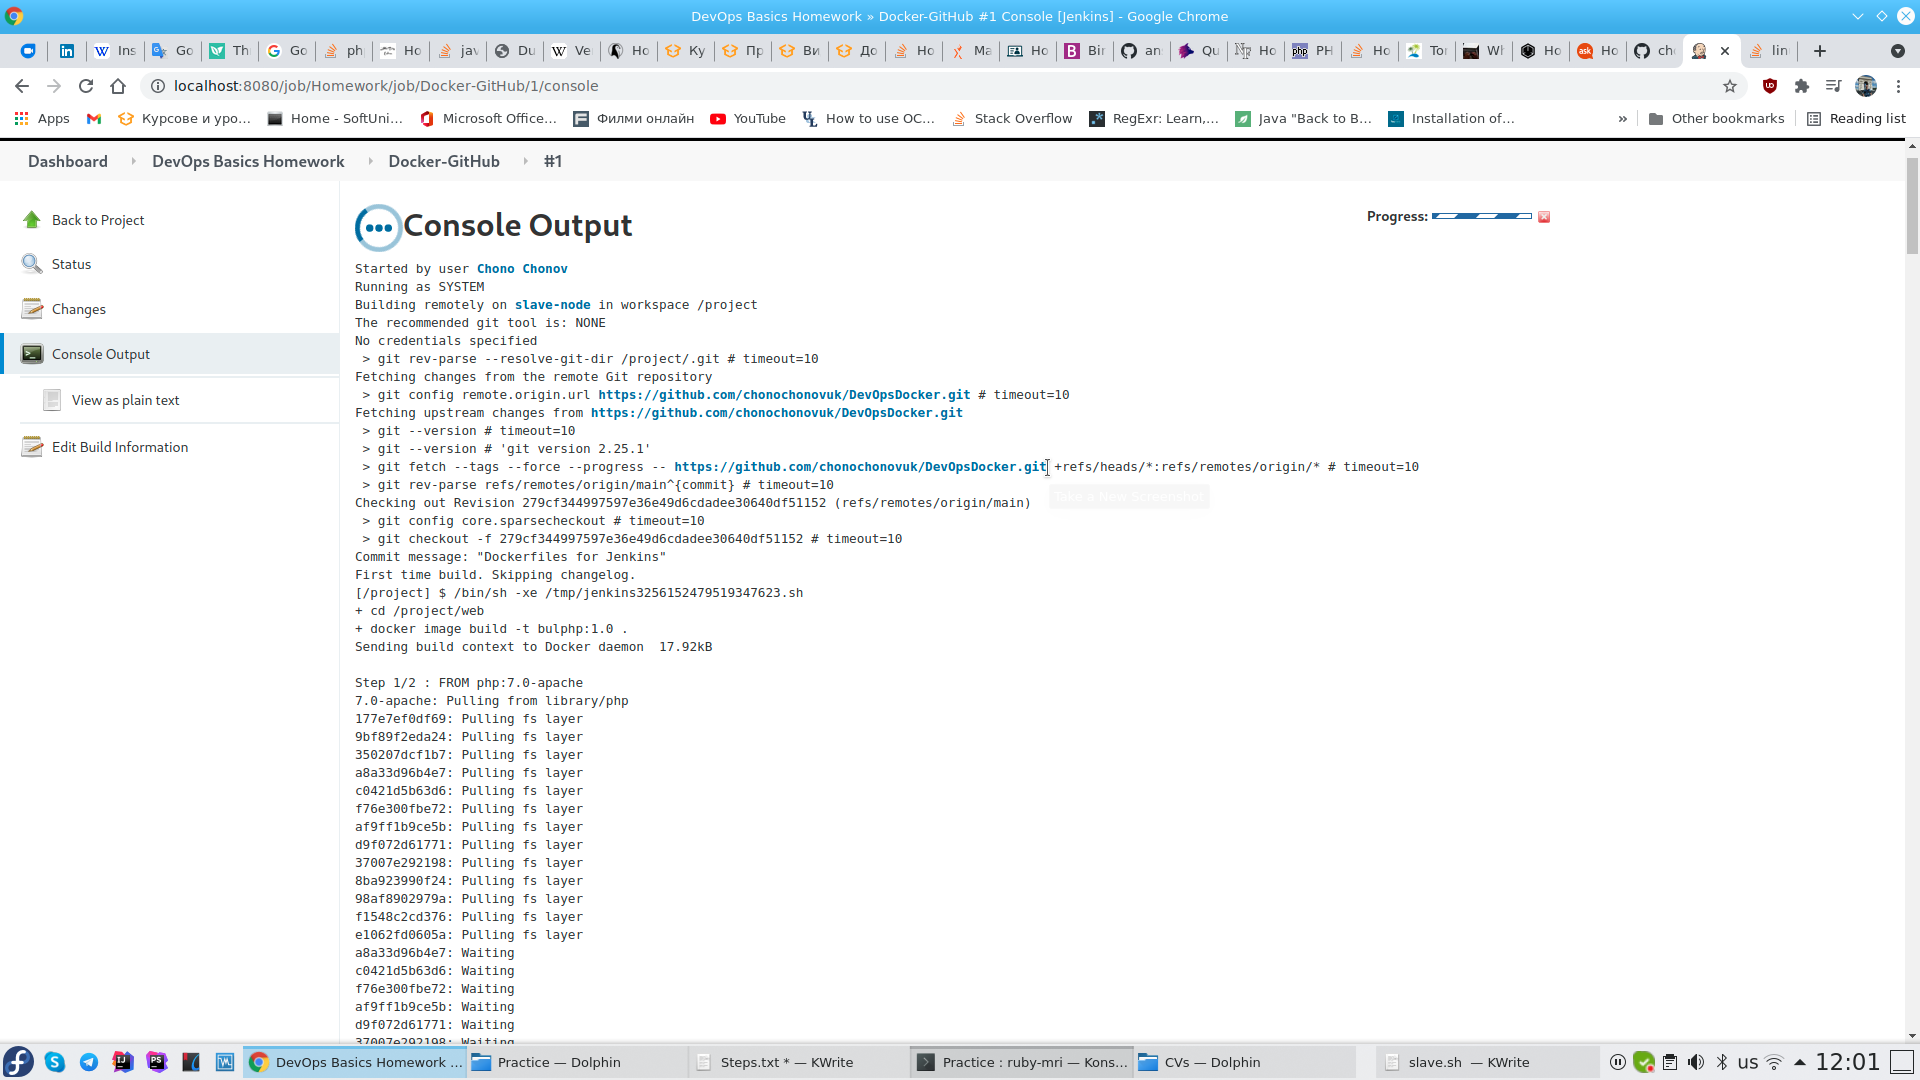 DevOps Basics Homework » Docker-GitHub #1 Console [Jenkins] - Google Chrome
Ins Go Th Go ph Ho jav Du Ve Ho Ку Пр Ви До Ho Ma Ho Bir an Qu Ho PH Ho Tor Wh Ho Ho ch lin
localhost:8080/job/Homework/job/Docker-GitHub/1/console
Apps Курсове и уро... Home - SoftUni... Microsoft Office... Филми онлайн YouTube How to use OC... Stack Overflow RegExr: Learn,... Java "Back to B... Installation of... » Other bookmarks Reading list
Dashboard DevOps Basics Homework Docker-GitHub #1
Back to Project
Status
Changes
Console Output
View as plain text
Edit Build Information
Console Output
Progress:
Started by user Chono Chonov
Running as SYSTEM
Building remotely on slave-node in workspace /project
The recommended git tool is: NONE
No credentials specified
> git rev-parse --resolve-git-dir /project/.git # timeout=10
Fetching changes from the remote Git repository
> git config remote.origin.url https://github.com/chonochonovuk/DevOpsDocker.git # timeout=10
Fetching upstream changes from https://github.com/chonochonovuk/DevOpsDocker.git
> git --version # timeout=10
> git --version # 'git version 2.25.1'
> git fetch --tags --force --progress -- https://github.com/chonochonovuk/DevOpsDocker.git +refs/heads/*:refs/remotes/origin/* # timeout=10
> git rev-parse refs/remotes/origin/main^{commit} # timeout=10
Take a New Screenshot
Checking out Revision 279cf344997597e36e49d6cdadee30640df51152 (refs/remotes/origin/main)
> git config core.sparsecheckout # timeout=10
> git checkout -f 279cf344997597e36e49d6cdadee30640df51152 # timeout=10
Commit message: "Dockerfiles for Jenkins"
First time build. Skipping changelog.
[/project] $ /bin/sh -xe /tmp/jenkins3256152479519347623.sh
+ cd /project/web
+ docker image build -t bulphp:1.0 .
Sending build context to Docker daemon  17.92kB
Step 1/2 : FROM php:7.0-apache
7.0-apache: Pulling from library/php
177e7ef0df69: Pulling fs layer
9bf89f2eda24: Pulling fs layer
350207dcf1b7: Pulling fs layer
a8a33d96b4e7: Pulling fs layer
c0421d5b63d6: Pulling fs layer
f76e300fbe72: Pulling fs layer
af9ff1b9ce5b: Pulling fs layer
d9f072d61771: Pulling fs layer
37007e292198: Pulling fs layer
8ba923990f24: Pulling fs layer
98af8902979a: Pulling fs layer
f1548c2cd376: Pulling fs layer
e1062fd0605a: Pulling fs layer
a8a33d96b4e7: Waiting
c0421d5b63d6: Waiting
f76e300fbe72: Waiting
af9ff1b9ce5b: Waiting
d9f072d61771: Waiting
37007e292198: Waiting
DevOps Basics Homework ... Practice — Dolphin Steps.txt * — KWrite Practice : ruby-mri — Kons... CVs — Dolphin slave.sh — KWrite us 12:01